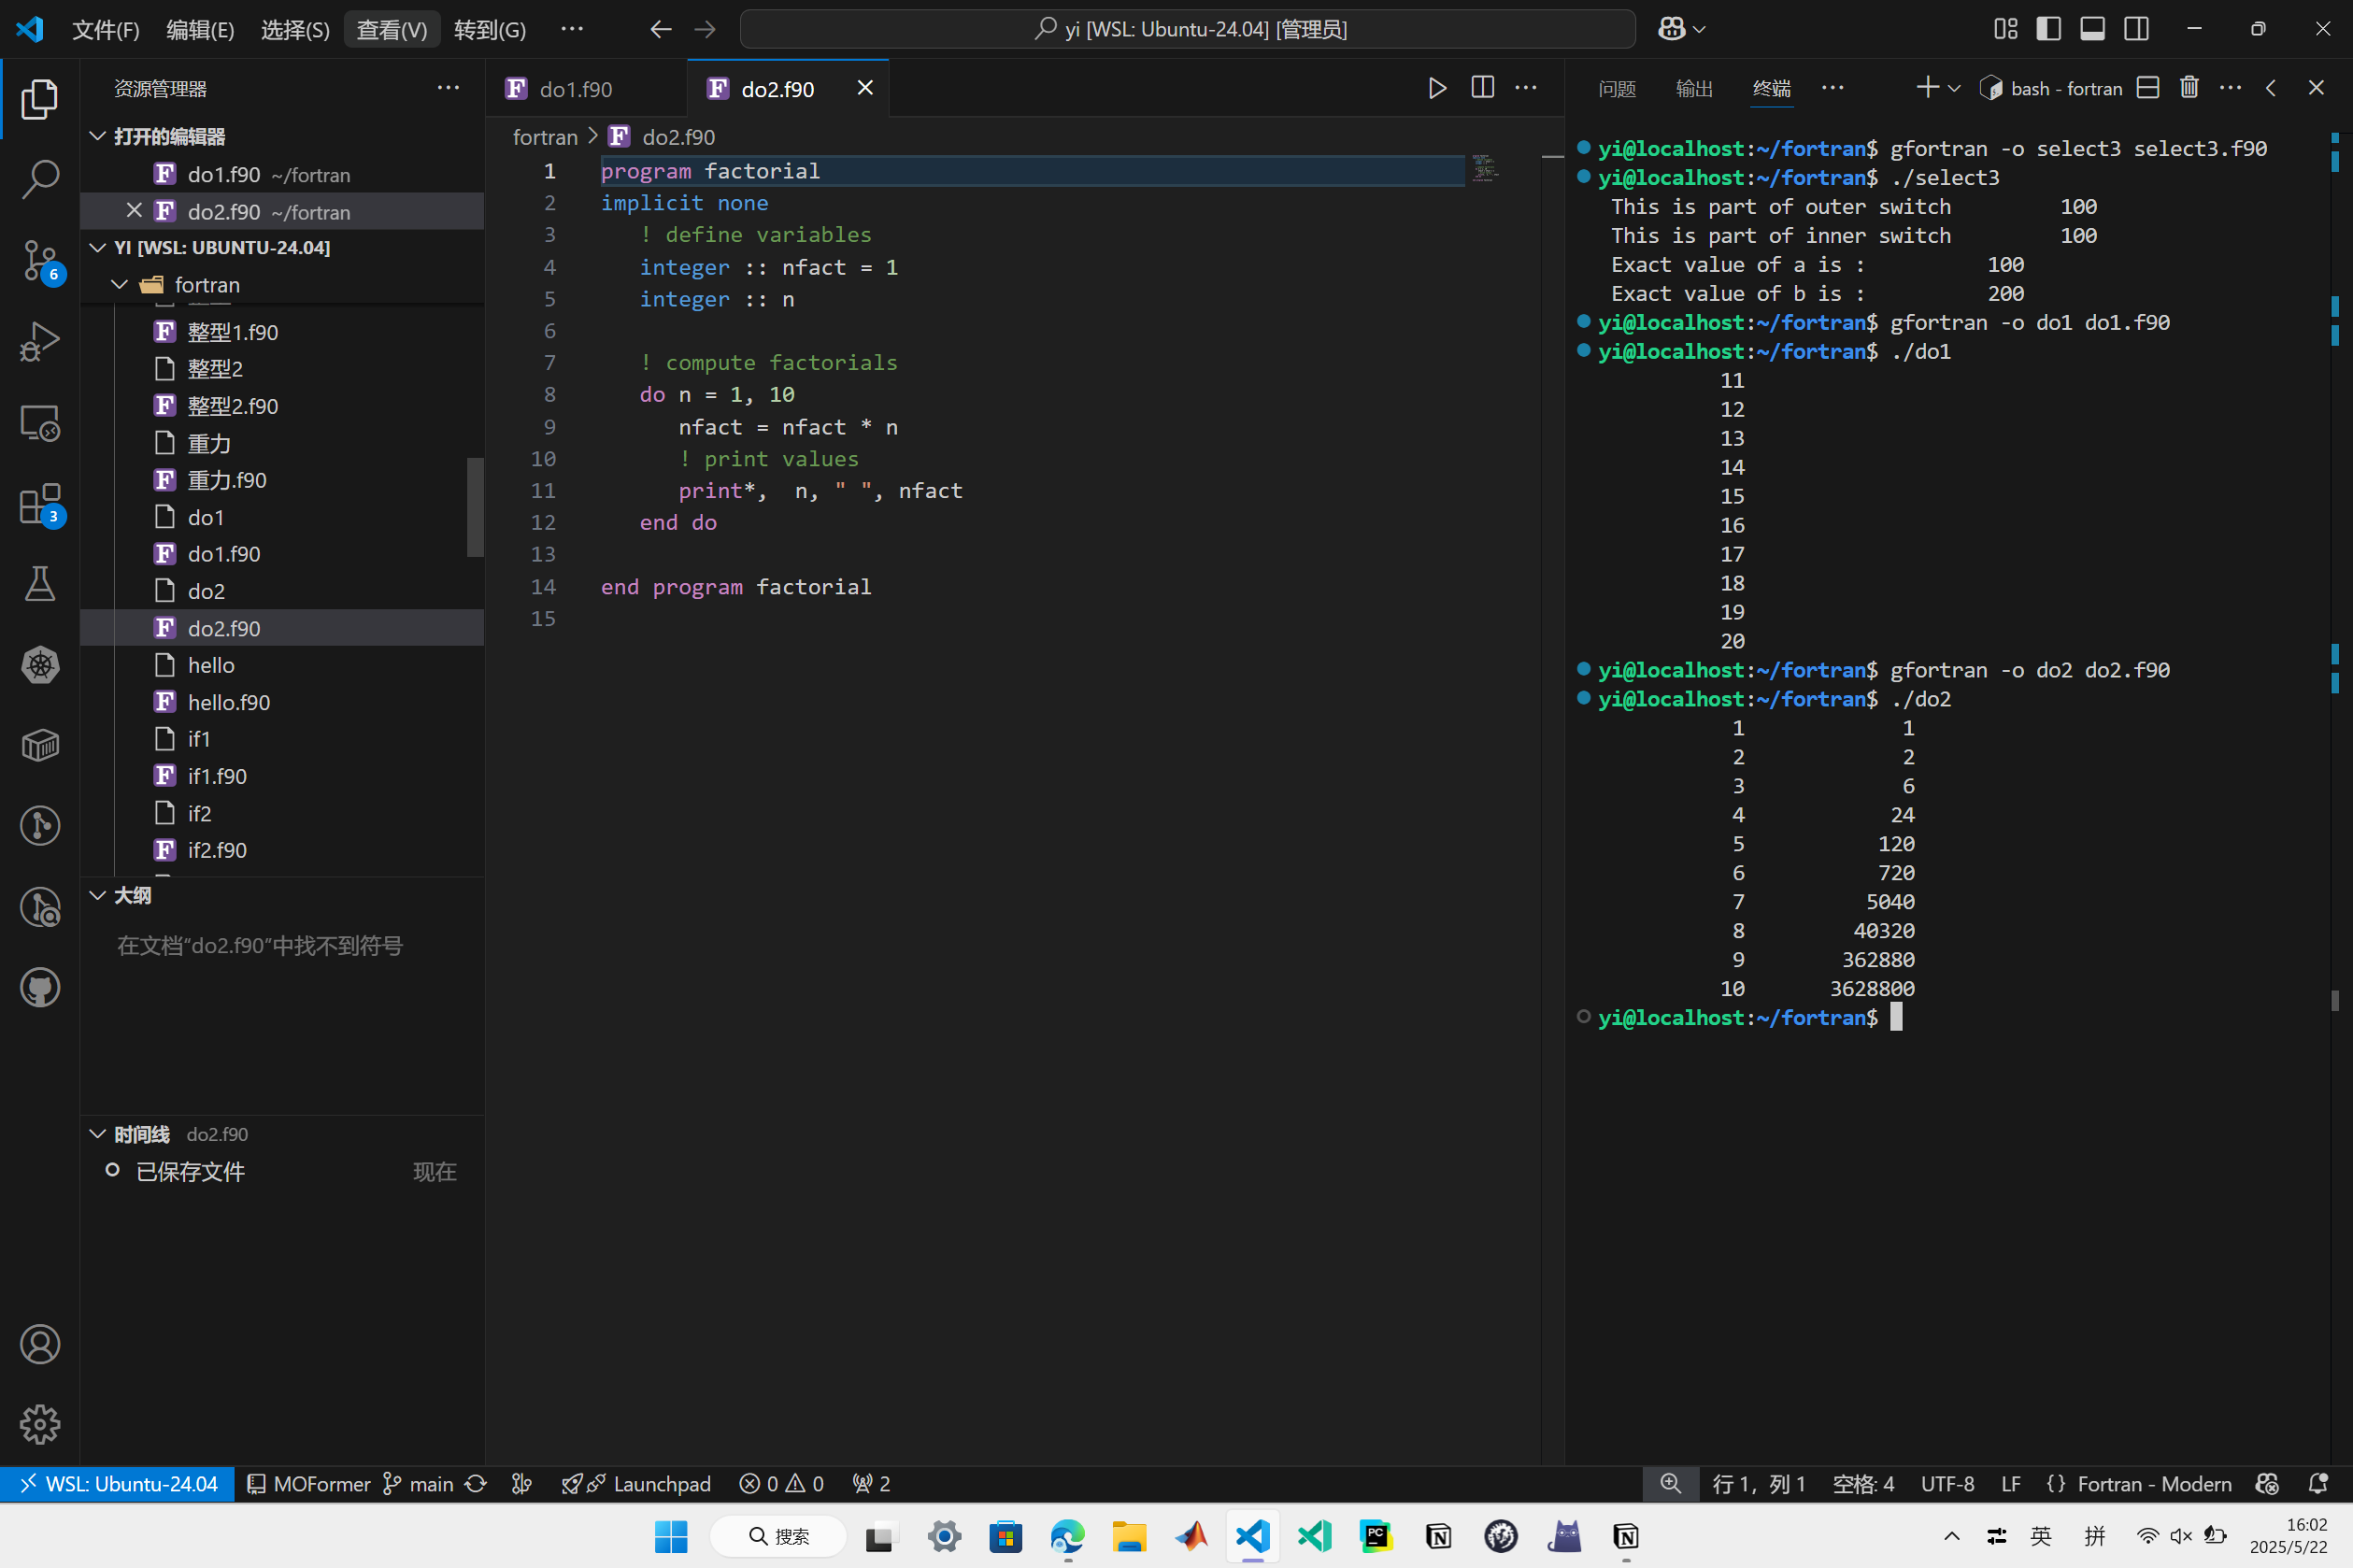 文件(F) 编辑(E) 选择(S) 查看(V) 转到(G) ··· yi [WSL: Ubuntu-24.04] [管理员]
资源管理器 ···
打开的编辑器
do1.f90 ~/fortran
do2.f90 ~/fortran
YI [WSL: UBUNTU-24.04]
fortran
整型1.f90
整型2
整型2.f90
重力
重力.f90
do1
do1.f90
do2
do2.f90
hello
hello.f90
if1
if1.f90
if2
if2.f90
大纲
在文档“do2.f90”中找不到符号
时间线 do2.f90
已保存文件 现在
6
3
do1.f90 do2.f90
fortran > do2.f90
1 program factorial
2 implicit none
3 ! define variables
4 integer :: nfact = 1
5 integer :: n
6
7 ! compute factorials
8 do n = 1, 10
9 nfact = nfact * n
10 ! print values
11 print*,  n, " ", nfact
12 end do
13
14 end program factorial
15
问题 输出 终端 ··· bash - fortran ···
yi@localhost:~/fortran$ gfortran -o select3 select3.f90
yi@localhost:~/fortran$ ./select3
This is part of outer switch 100
This is part of inner switch 100
Exact value of a is : 100
Exact value of b is : 200
yi@localhost:~/fortran$ gfortran -o do1 do1.f90
yi@localhost:~/fortran$ ./do1
11
12
13
14
15
16
17
18
19
20
yi@localhost:~/fortran$ gfortran -o do2 do2.f90
yi@localhost:~/fortran$ ./do2
1 1
2 2
3 6
4 24
5 120
6 720
7 5040
8 40320
9 362880
10 3628800
yi@localhost:~/fortran$
WSL: Ubuntu-24.04 MOFormer main Launchpad 0 0 2 行 1，列 1 空格: 4 UTF-8 LF {} Fortran - Modern
搜索 PC 英 拼 16:02
2025/5/22